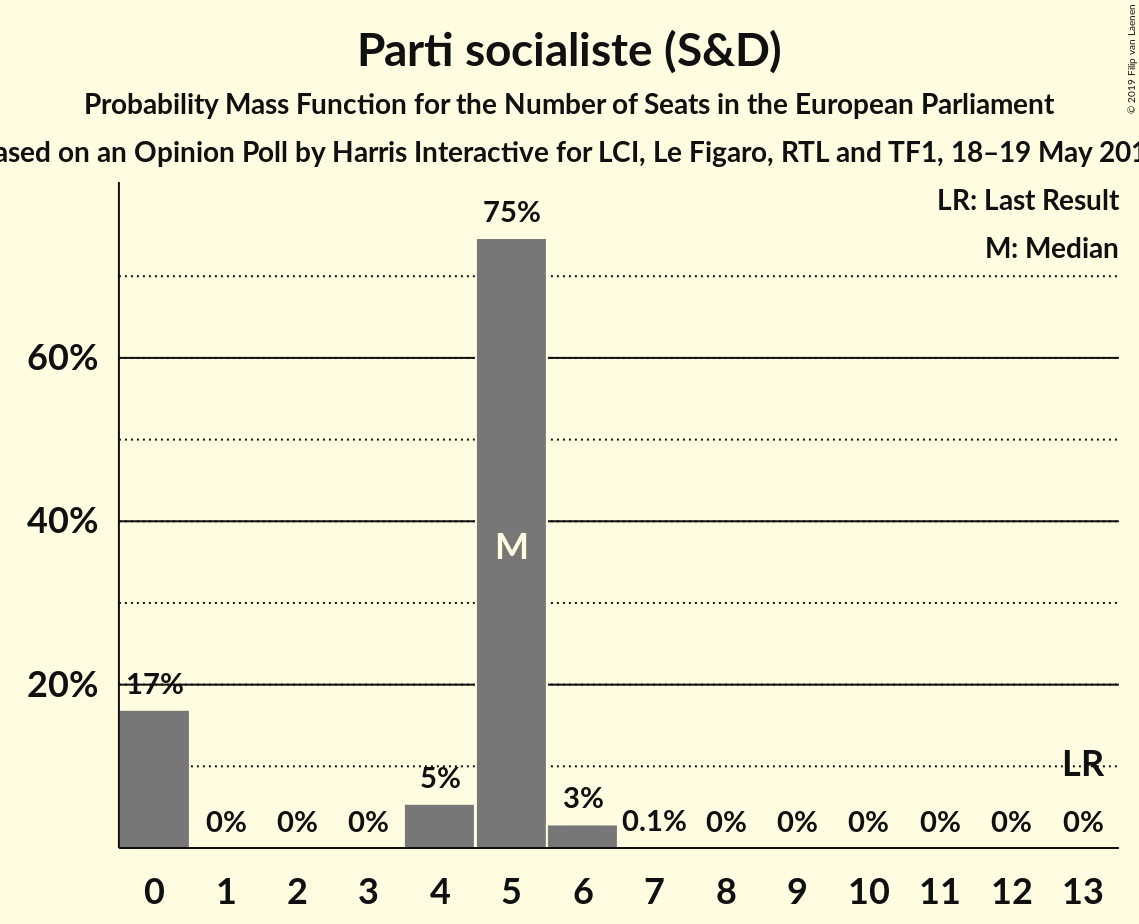 Parti socialiste (S&D)
Probability Mass Function for the Number of Seats in the European Parliament
ased on an Opinion Poll by Harris Interactive for LCI, Le Figaro, RTL and TF1, 18–19 May 201
© 2019 Filip van Laenen
LR: Last Result
M: Median
75%
60%
40%
M
20%
17%
LR
5%
3%
0% 0% 0% 0.1% 0% 0% 0% 0% 0% 0%
0 1 2 3 4 5 6 7 8 9 10 11 12 13